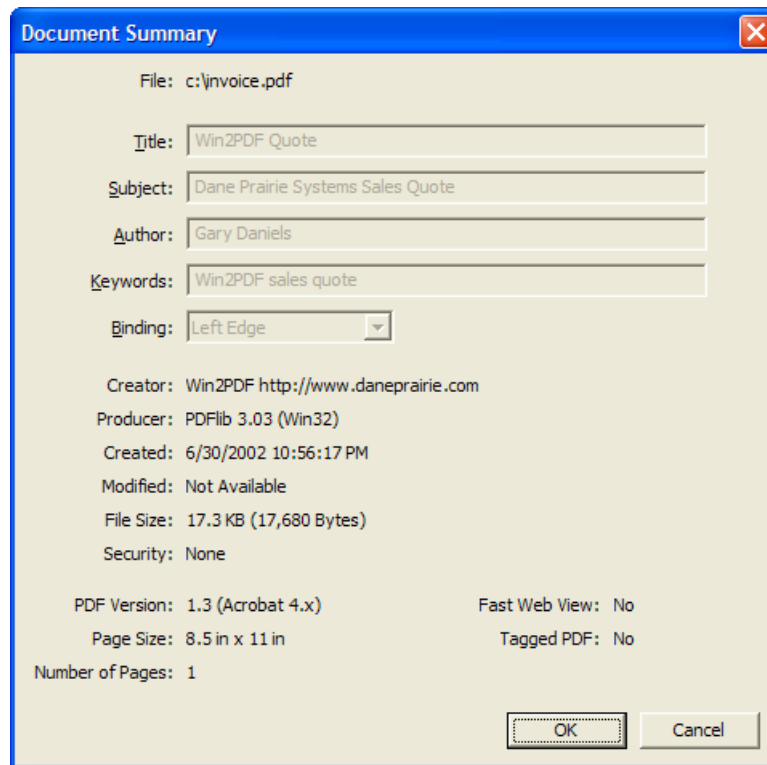 Document Summary
File: c:\invoice.pdf
Title: Win2PDF Quote
Subject: Dane Prairie Systems Sales Quote
Author: Gary Daniels
Keywords: Win2PDF sales quote
Binding: Left Edge
Creator: Win2PDF http://www.daneprairie.com
Producer: PDFlib 3.03 (Win32)
Created: 6/30/2002 10:56:17 PM
Modified: Not Available
File Size: 17.3 KB (17,680 Bytes)
Security: None
PDF Version: 1.3 (Acrobat 4.x) Fast Web View: No
Page Size: 8.5 in x 11 in Tagged PDF: No
Number of Pages: 1
OK Cancel